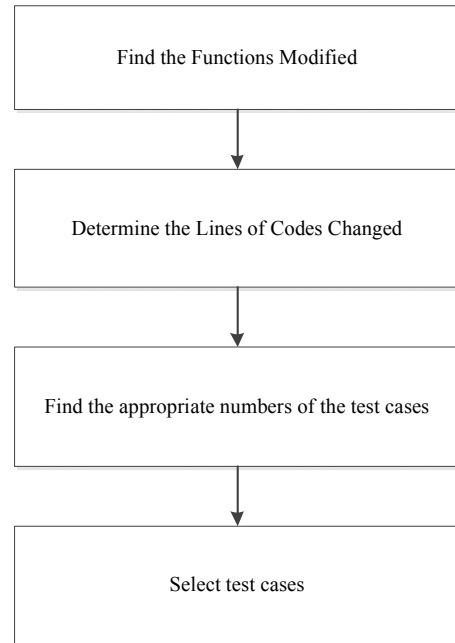 Find the Functions Modified
Determine the Lines of Codes Changed
Find the appropriate numbers of the test cases
Select test cases